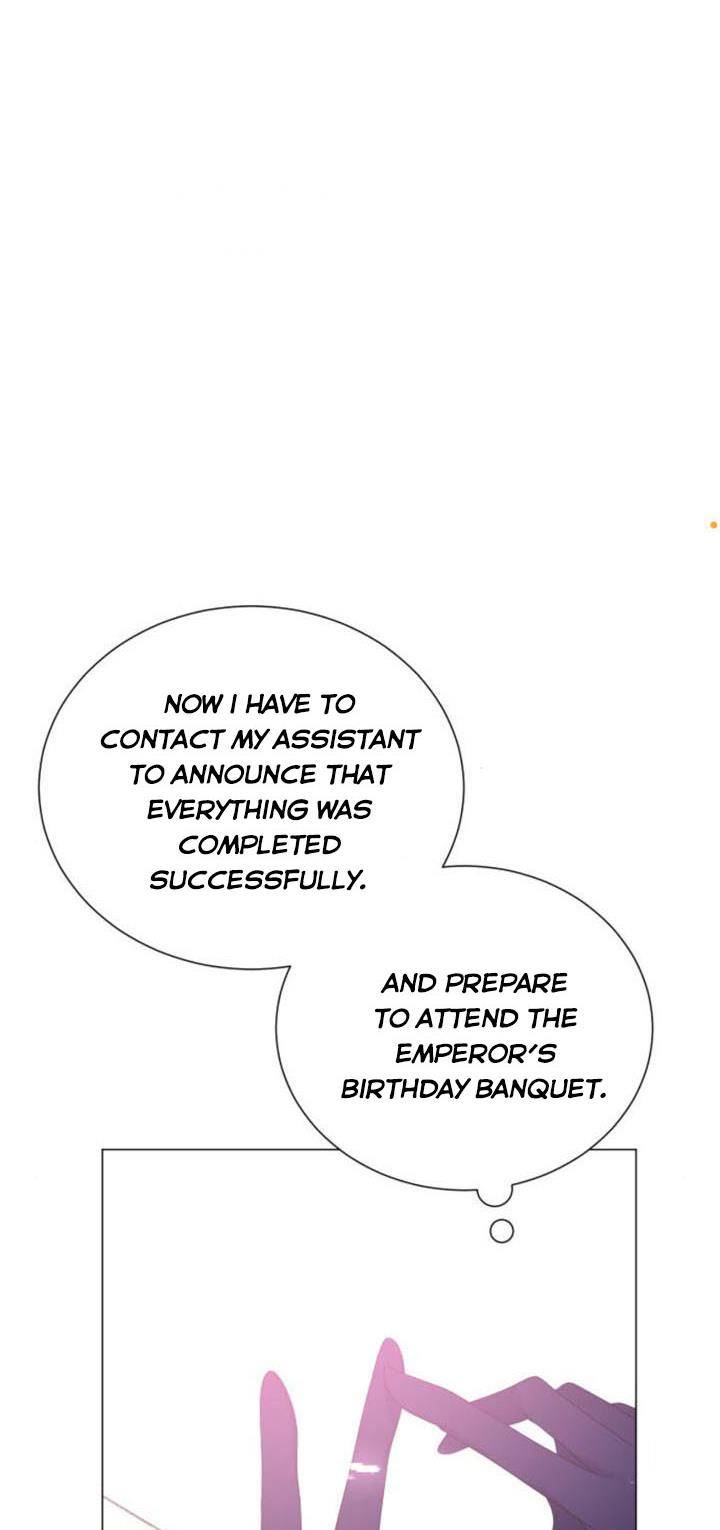 NOW I HAVE TO
CONTACT MY ASSISTANT
TO ANNOUNCE THAT
EVERYTHING WAS
COMPLETED
SUCCESSFULLY.
AND PREPARE
TO ATTEND THE
EMPEROR'S
BIRTHDAY BANQUET.